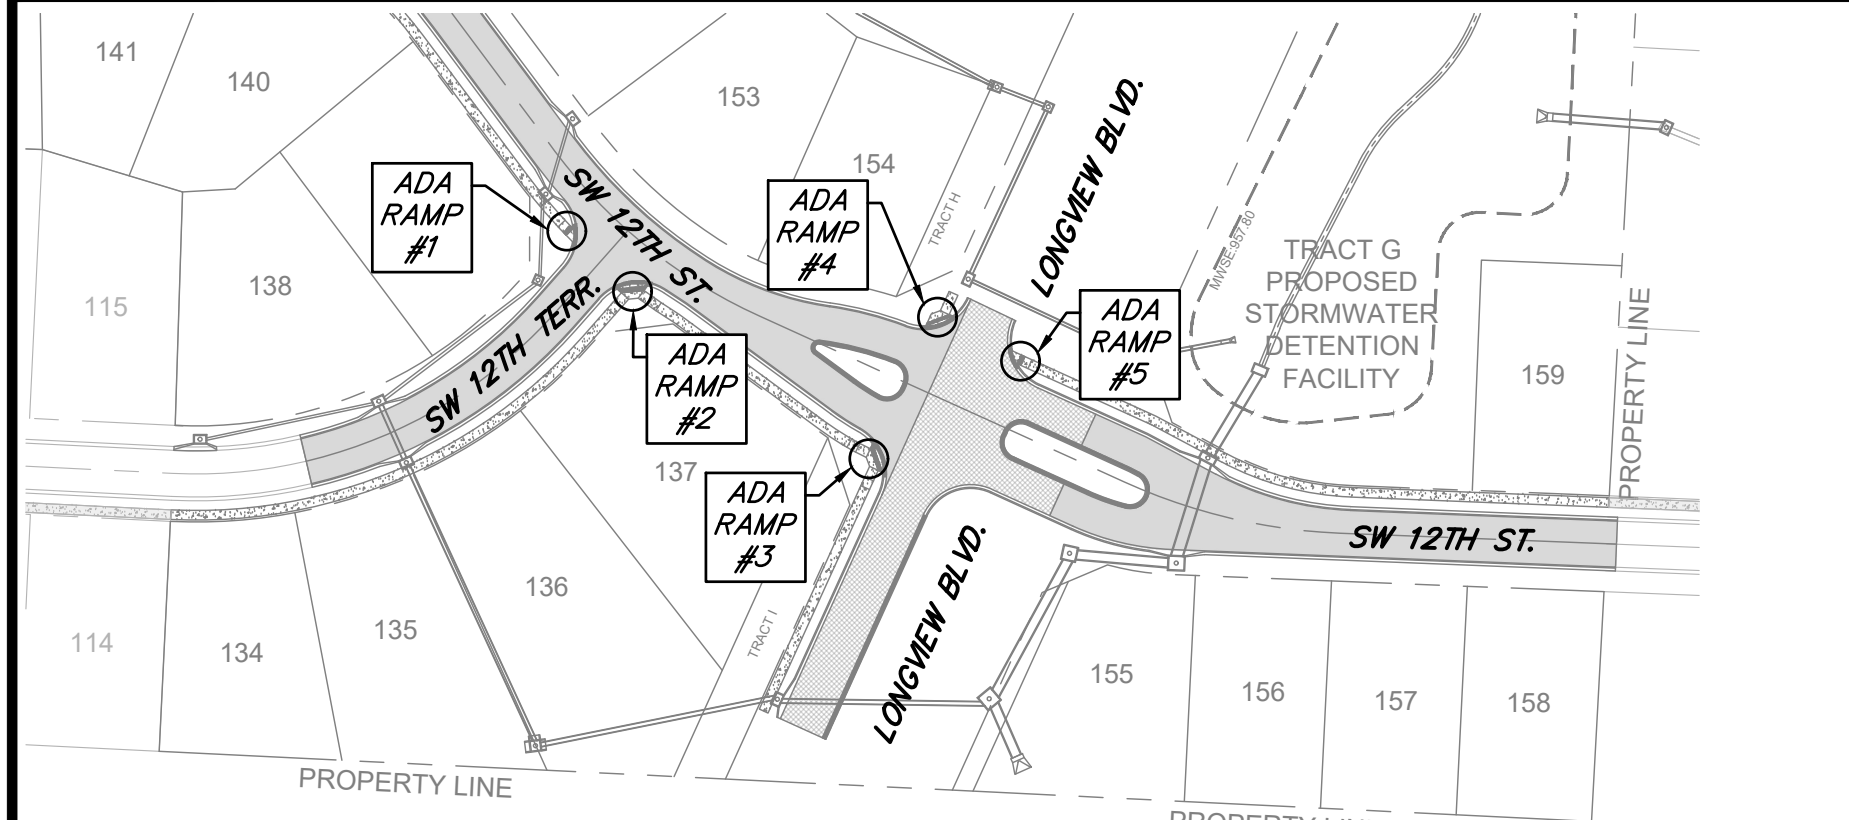 141
140
153
154
ADA
RAMP
#1
ADA
RAMP
#4
SW 12TH ST.
LONGVIEW BLVD.
TRACT H
MWSE:957.80
TRACT G
PROPOSED
STORMWATER
DETENTION
FACILITY
115
138
SW 12TH TERR.
ADA
RAMP
#2
ADA
RAMP
#5
159
PROPERTY LINE
137
ADA
RAMP
#3
SW 12TH ST.
LONGVIEW BLVD.
TRACT I
114
134
135
136
155
156
157
158
PROPERTY LINE
PROPERTY LINE